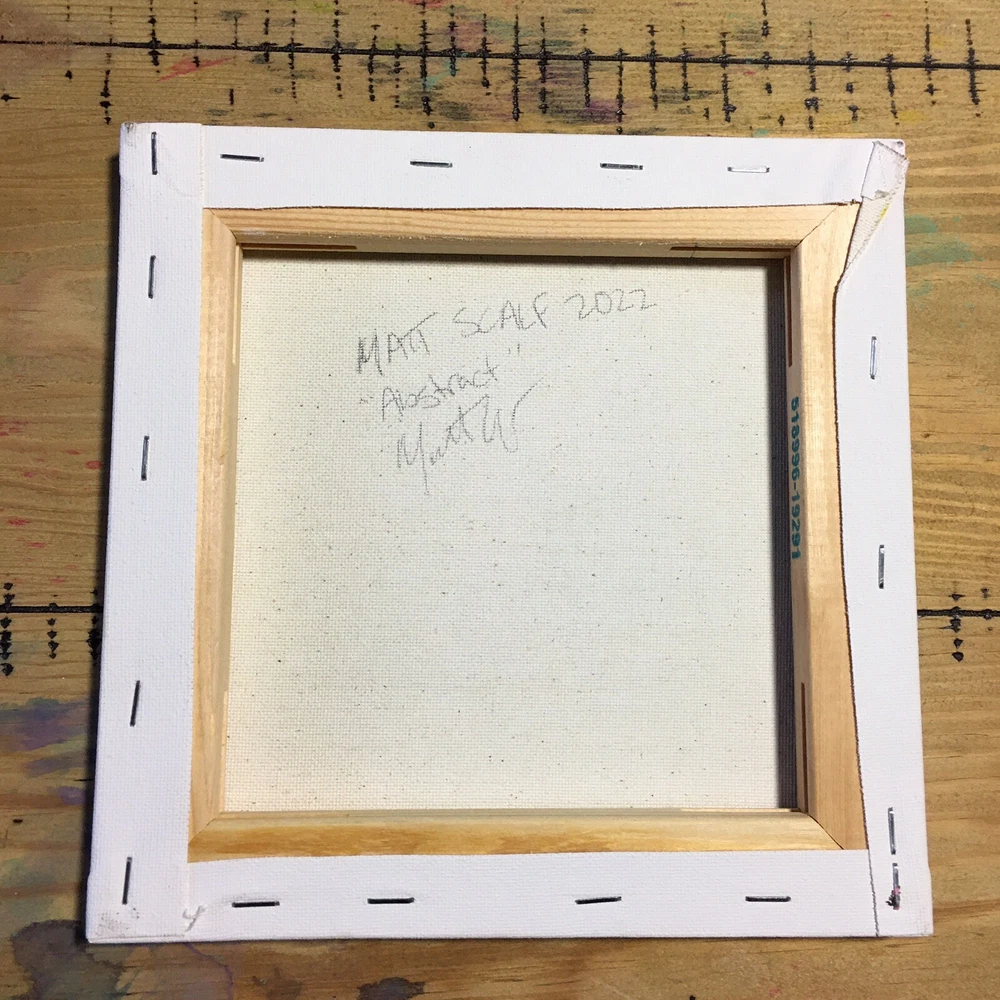 MATT SCALF 2022
"Abstract"
518996-19291